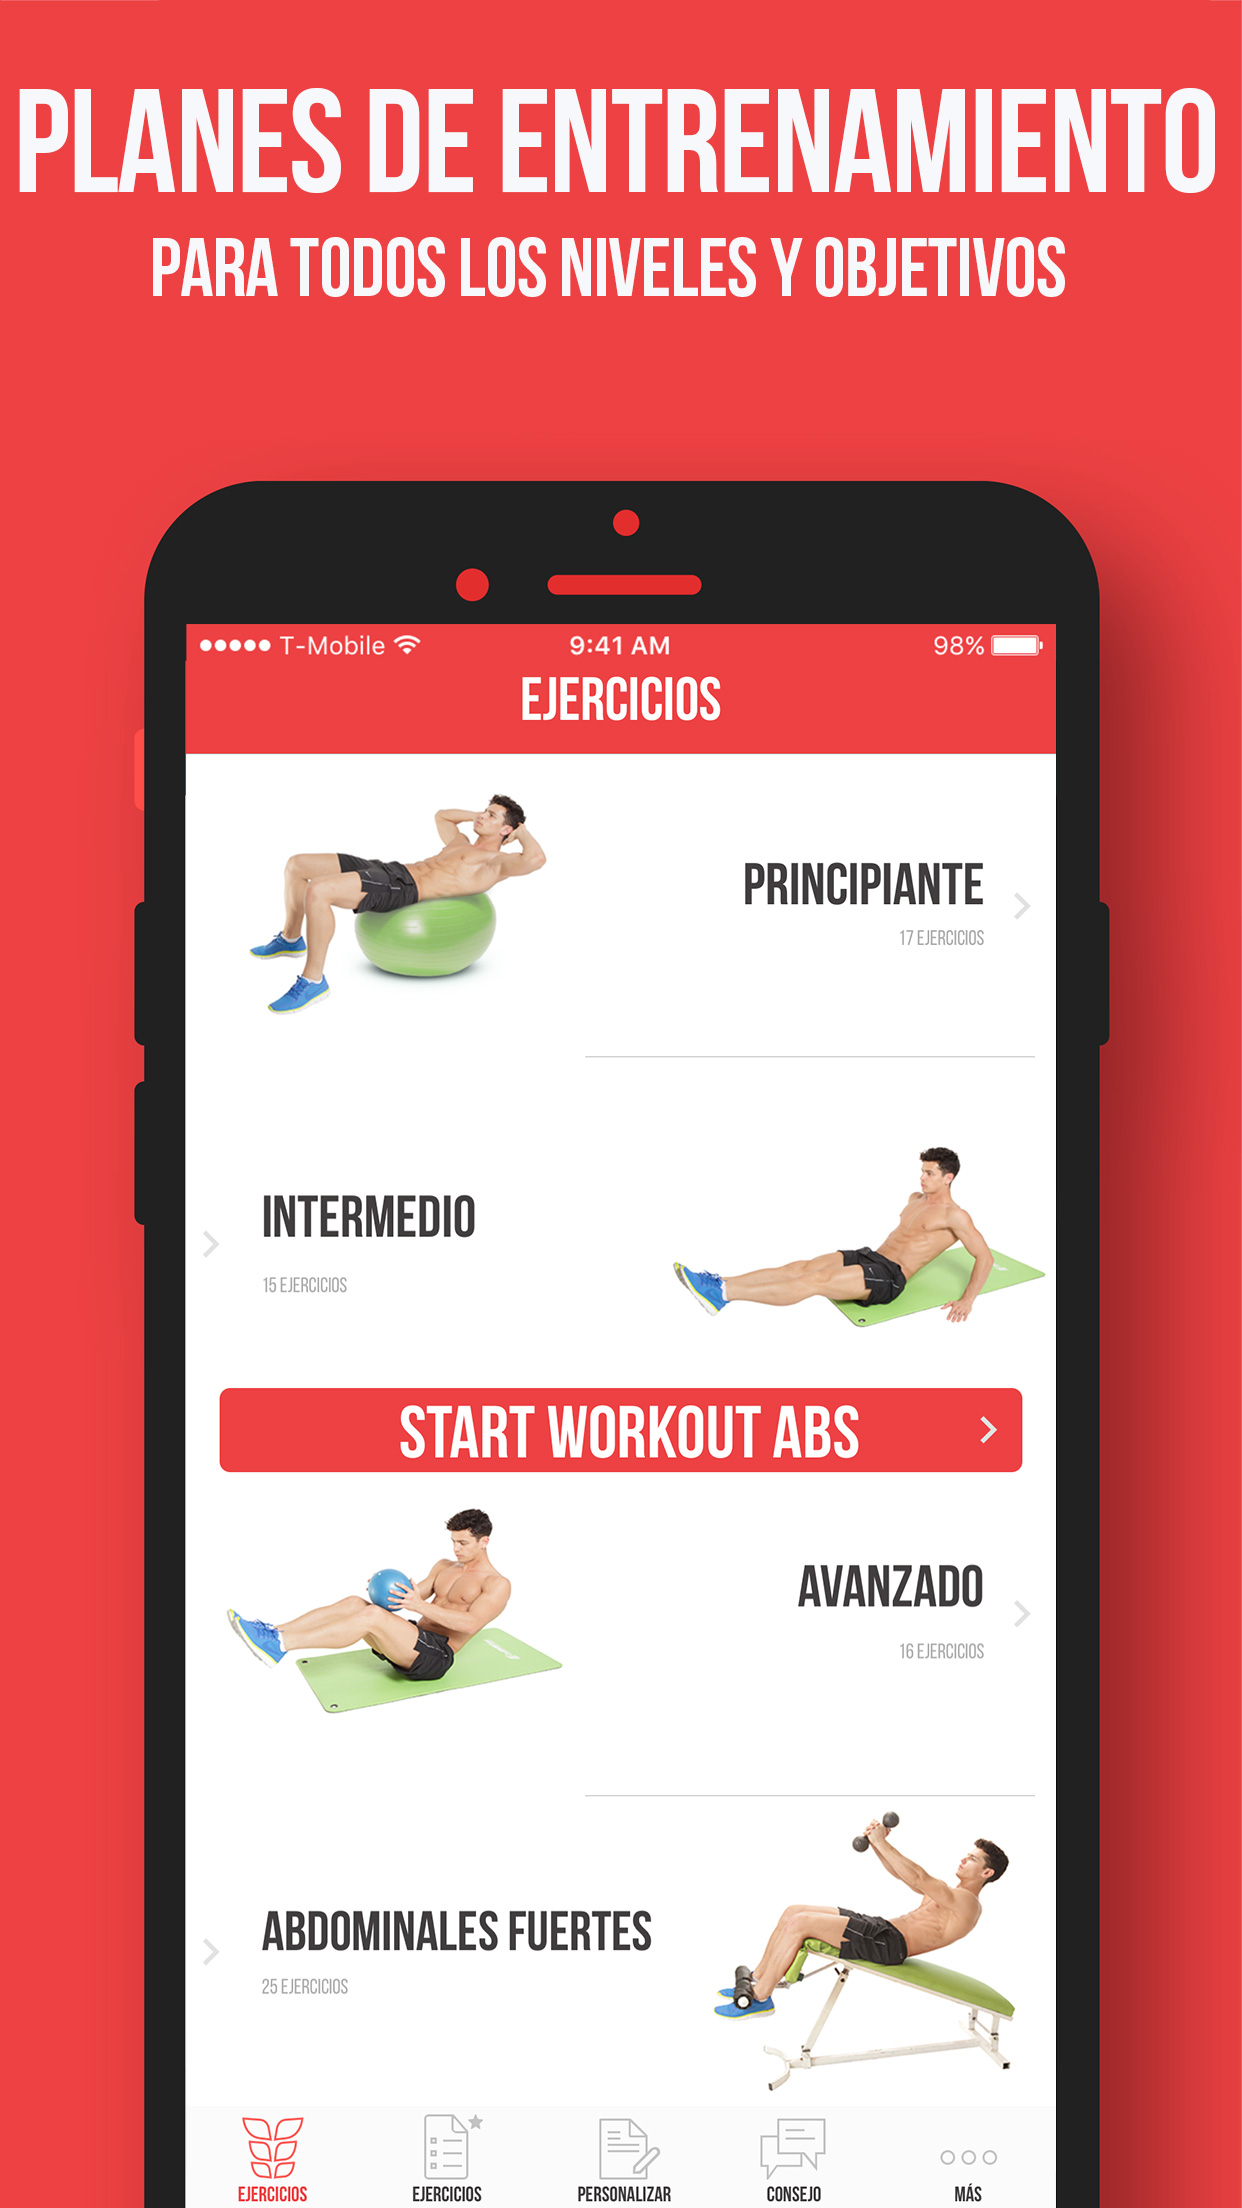 PLANES DE ENTRENAMIENTO
PARA TODOS LOS NIVELES Y OBJETIVOS
T-Mobile 9:41 AM 98%
EJERCICIOS
PRINCIPIANTE
17 EJERCICIOS
INTERMEDIO
15 EJERCICIOS
START WORKOUT ABS
AVANZADO
16 EJERCICIOS
ABDOMINALES FUERTES
25 EJERCICIOS
EJERCICIOS EJERCICIOS PERSONALIZAR CONSEJO MÁS